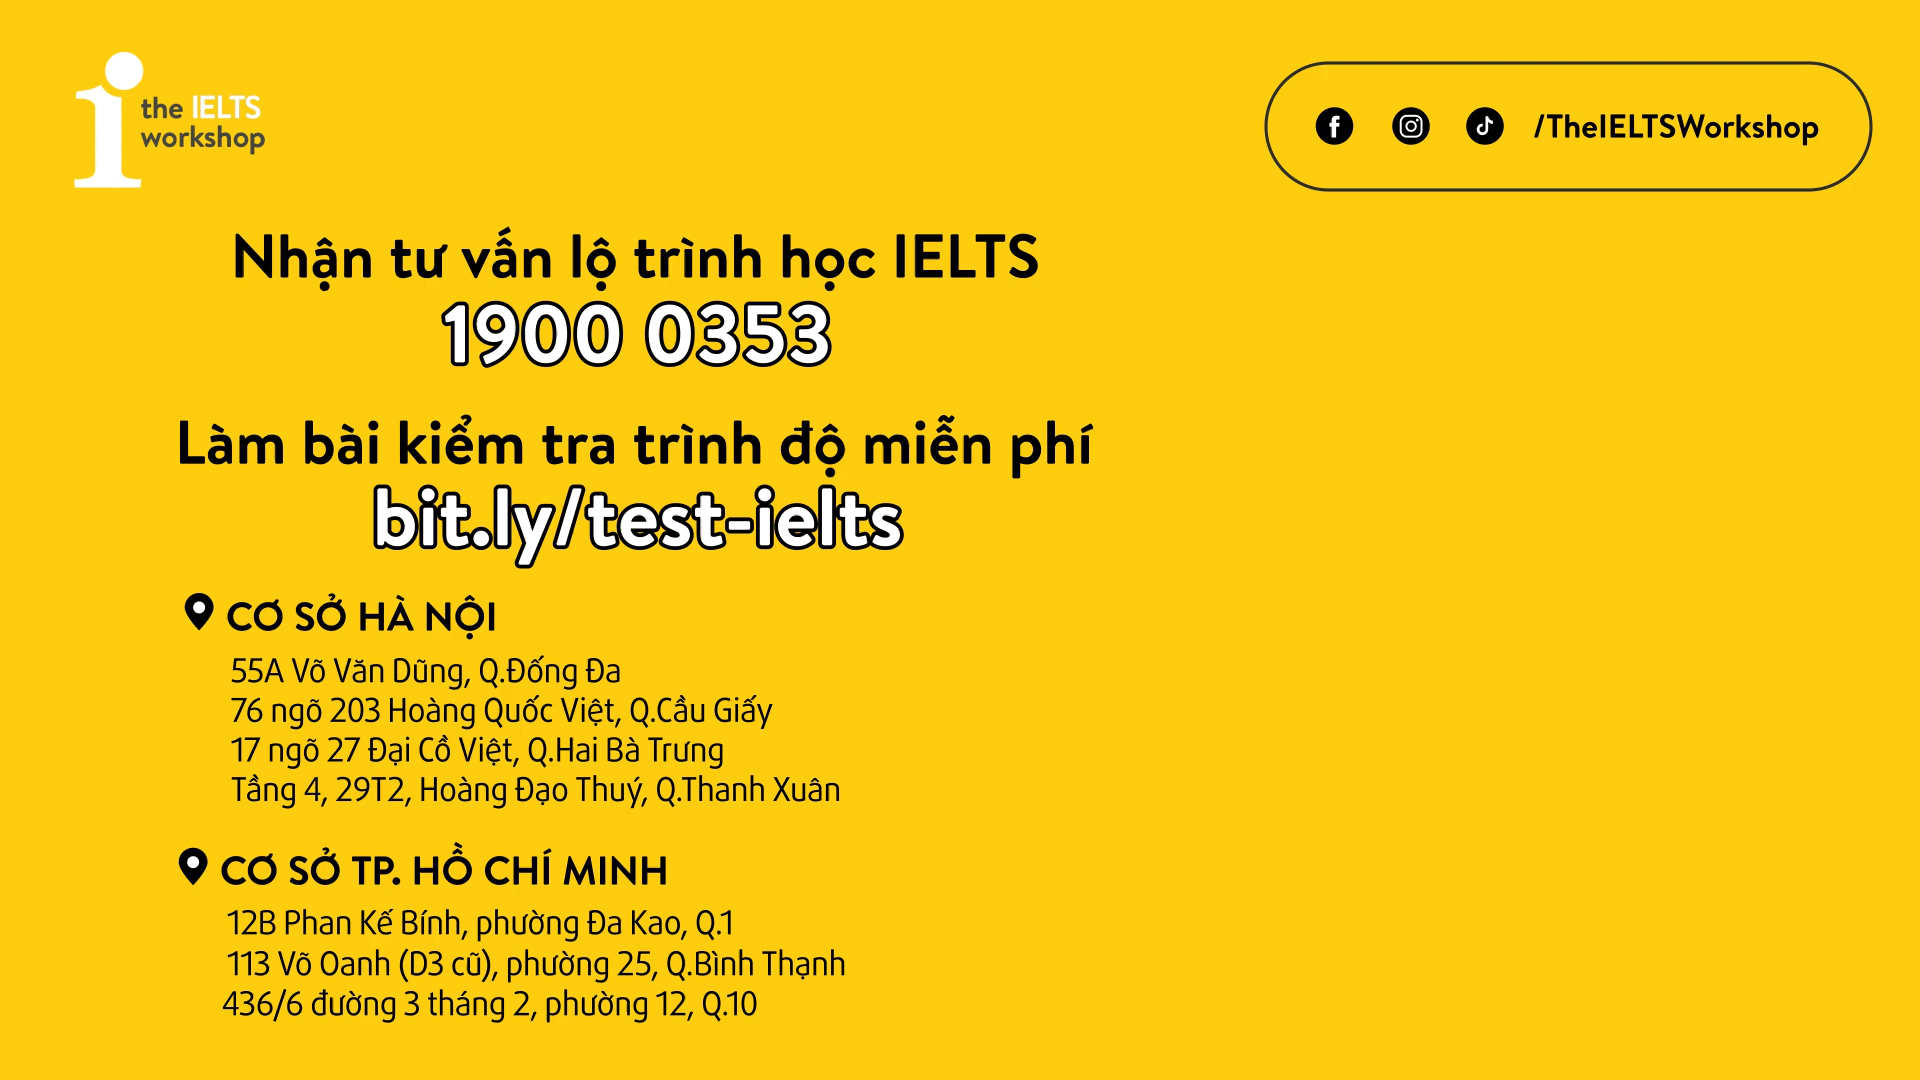 the IELTS
workshop
/TheIELTSWorkshop
Nhận tư vấn lộ trình học IELTS
1900 0353
Làm bài kiểm tra trình độ miễn phí
bit.ly/test-ielts
CƠ SỞ HÀ NỘI
55A Võ Văn Dũng, Q.Đống Đa
76 ngõ 203 Hoàng Quốc Việt, Q.Cầu Giấy
17 ngõ 27 Đại Cồ Việt, Q.Hai Bà Trưng
Tầng 4, 29T2, Hoàng Đạo Thuý, Q.Thanh Xuân
CƠ SỞ TP. HỒ CHÍ MINH
12B Phan Kế Bính, phường Đa Kao, Q.1
113 Võ Oanh (D3 cũ), phường 25, Q.Bình Thạnh
436/6 đường 3 tháng 2, phường 12, Q.10